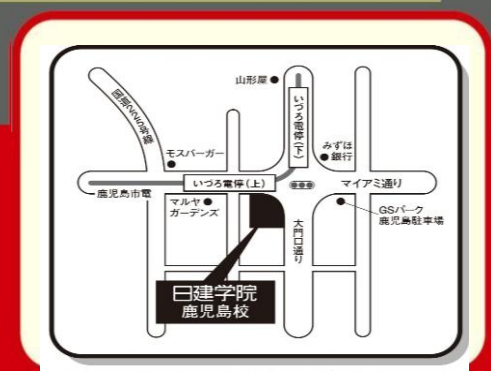 山形屋
国道225号線
いづろ電停(下)
モスバーガー
みずほ
銀行
いづろ電停(上)
マイアミ通り
鹿児島市電
マルヤ
ガーデンズ
GSパーク
鹿児島駐車場
大門口通り
日建学院
鹿児島校